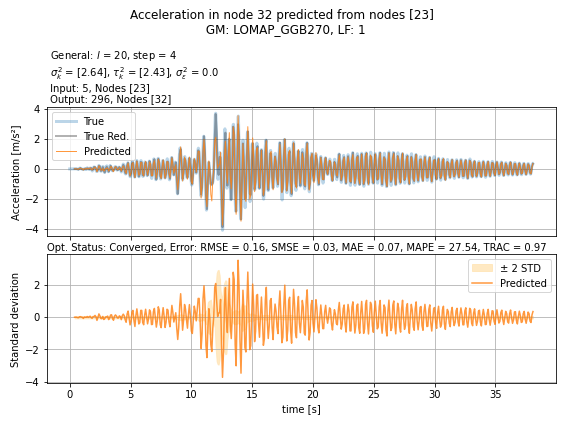 Acceleration in node 32 predicted from nodes [23]
GM: LOMAP_GGB270, LF: 1
General: l = 20, step = 4
σ²ₖ = [2.64], τ²ₖ = [2.43], σ²ε = 0.0
Input: 5, Nodes [23]
Output: 296, Nodes [32]
Acceleration [m/s²]
4
2
0
−2
−4
True
True Red.
Predicted
Opt. Status: Converged, Error: RMSE = 0.16, SMSE = 0.03, MAE = 0.07, MAPE = 27.54, TRAC = 0.97
Standard deviation
2
0
−2
−4
± 2 STD
Predicted
0 5 10 15 20 25 30 35
time [s]